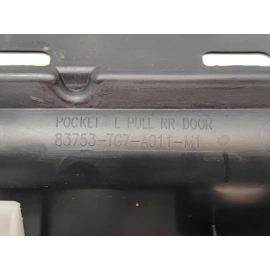 POCKET L PULL RR DOOR
83753-TG7-A011-M1